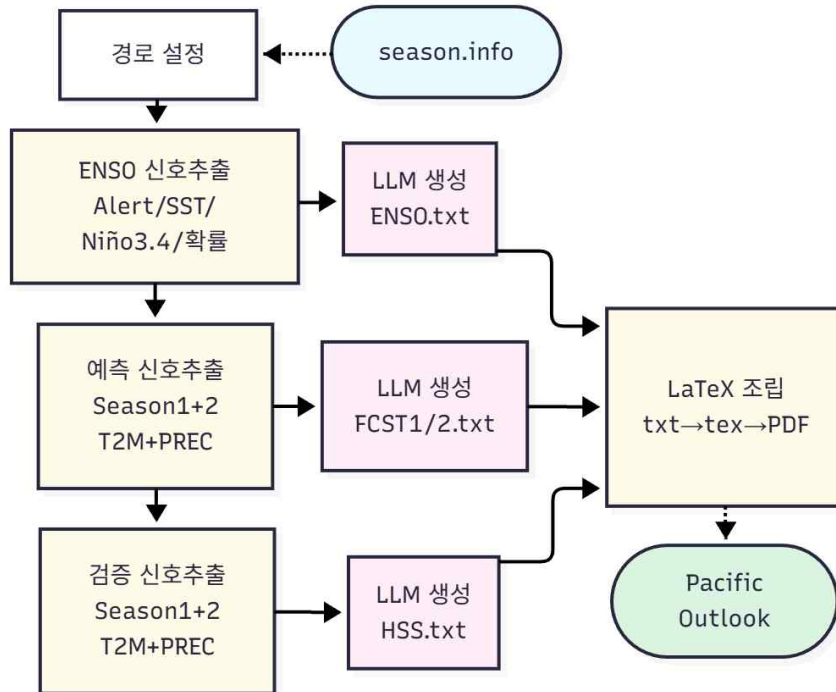 경로 설정
season.info
ENSO 신호추출
Alert/SST/
Niño3.4/확률
LLM 생성
ENSO.txt
예측 신호추출
Season1+2
T2M+PREC
LLM 생성
FCST1/2.txt
LaTeX 조립
txt→tex→PDF
검증 신호추출
Season1+2
T2M+PREC
LLM 생성
HSS.txt
Pacific
Outlook